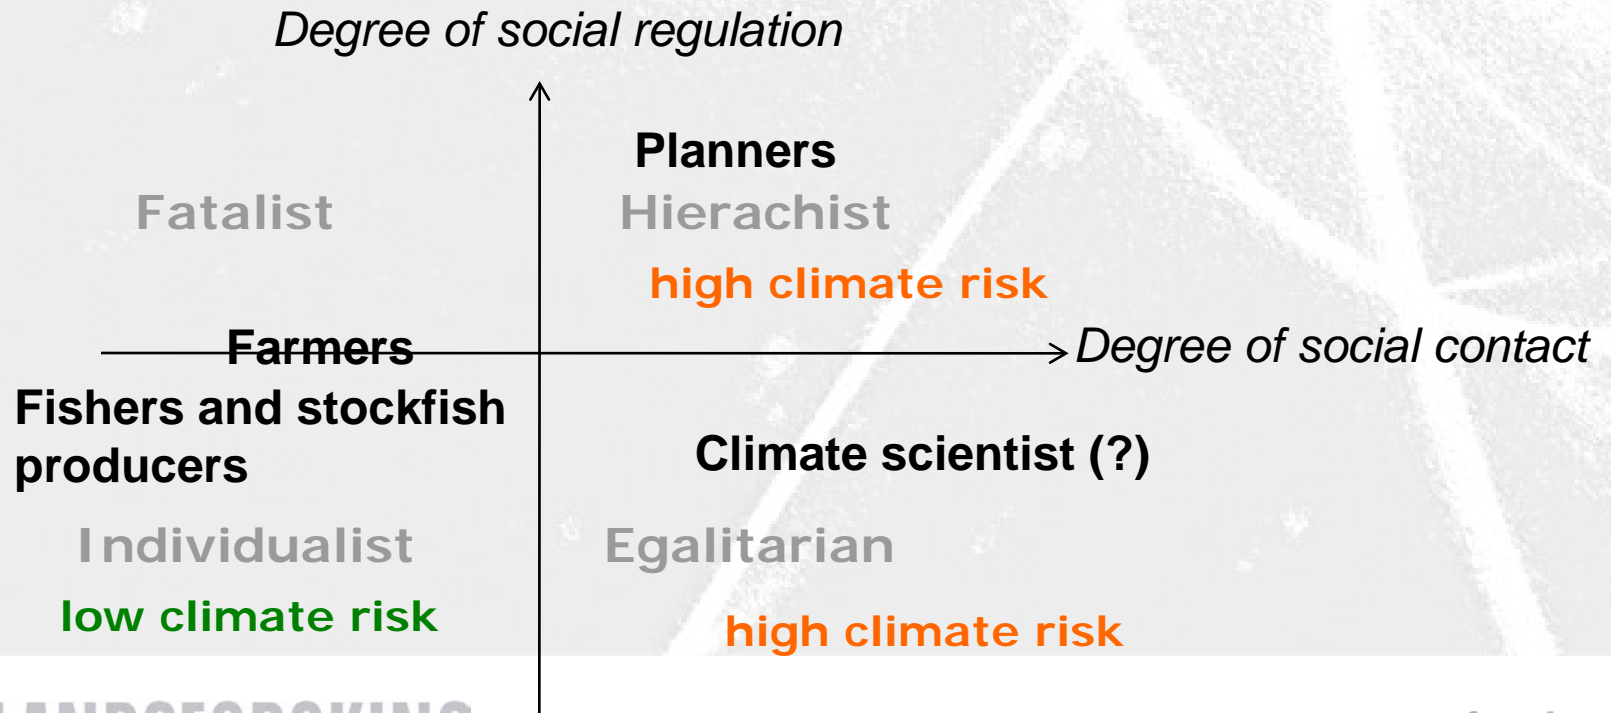 Degree of social regulation
Planners
Fatalist
Hierachist
high climate risk
Farmers
Degree of social contact
Fishers and stockfish
producers
Climate scientist (?)
Individualist
Egalitarian
low climate risk
high climate risk